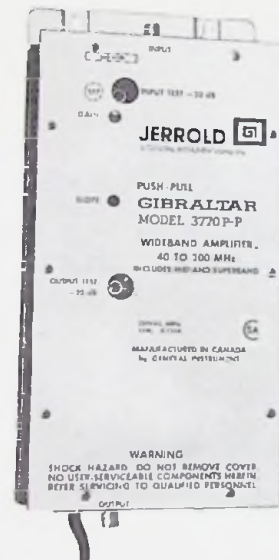 INPUT
INPUT TEST -20 dB
GAIN
JERROLD
PUSH-PULL
SLOPE
GIBRALTAR
MODEL 3770 P-P
WIDEBAND AMPLIFIER,
40 TO 300 MHz
INCLUDES MID AND SUPERBAND
OUTPUT TEST
-20 dB
MANUFACTURED IN CANADA
by GENERAL INSTRUMENT
WARNING
SHOCK HAZARD DO NOT REMOVE COVER
NO USER-SERVICEABLE COMPONENTS HEREIN
REFER SERVICING TO QUALIFIED PERSONNEL
OUTPUT